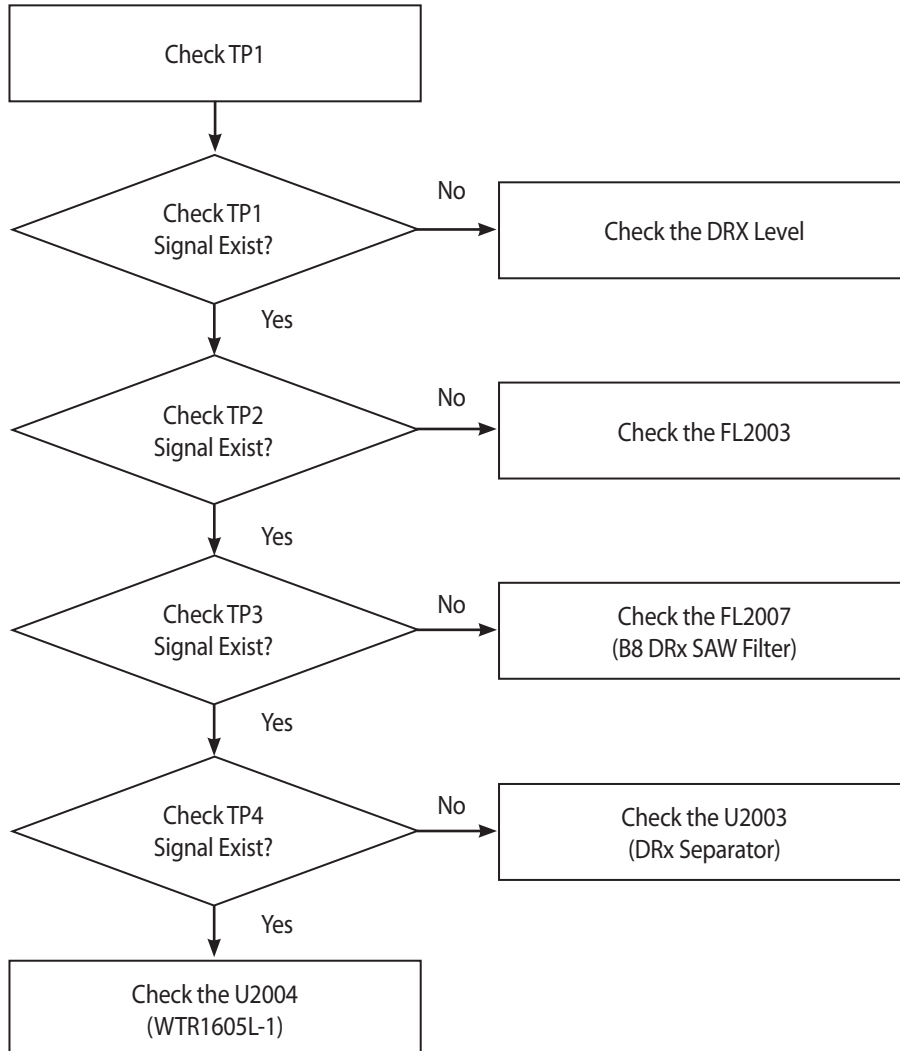 Check TP1
Check TP1
Signal Exist?
No
Check the DRX Level
Yes
Check TP2
Signal Exist?
No
Check the FL2003
Yes
Check TP3
Signal Exist?
No
Check the FL2007
(B8 DRx SAW Filter)
Yes
Check TP4
Signal Exist?
No
Check the U2003
(DRx Separator)
Yes
Check the U2004
(WTR1605L-1)